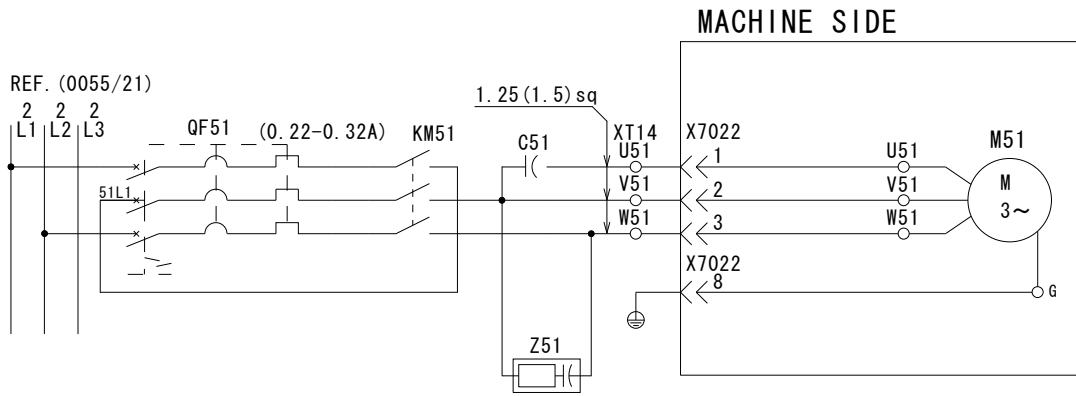 MACHINE SIDE
REF. (0055/21)
2 2 2
L1 L2 L3
QF51
(0.22-0.32A)
KM51
1.25(1.5)sq
C51
XT14
U51
V51
W51
X7022
1
2
3
X7022
8
U51
V51
W51
M51
M
3~
G
51L1
Z51